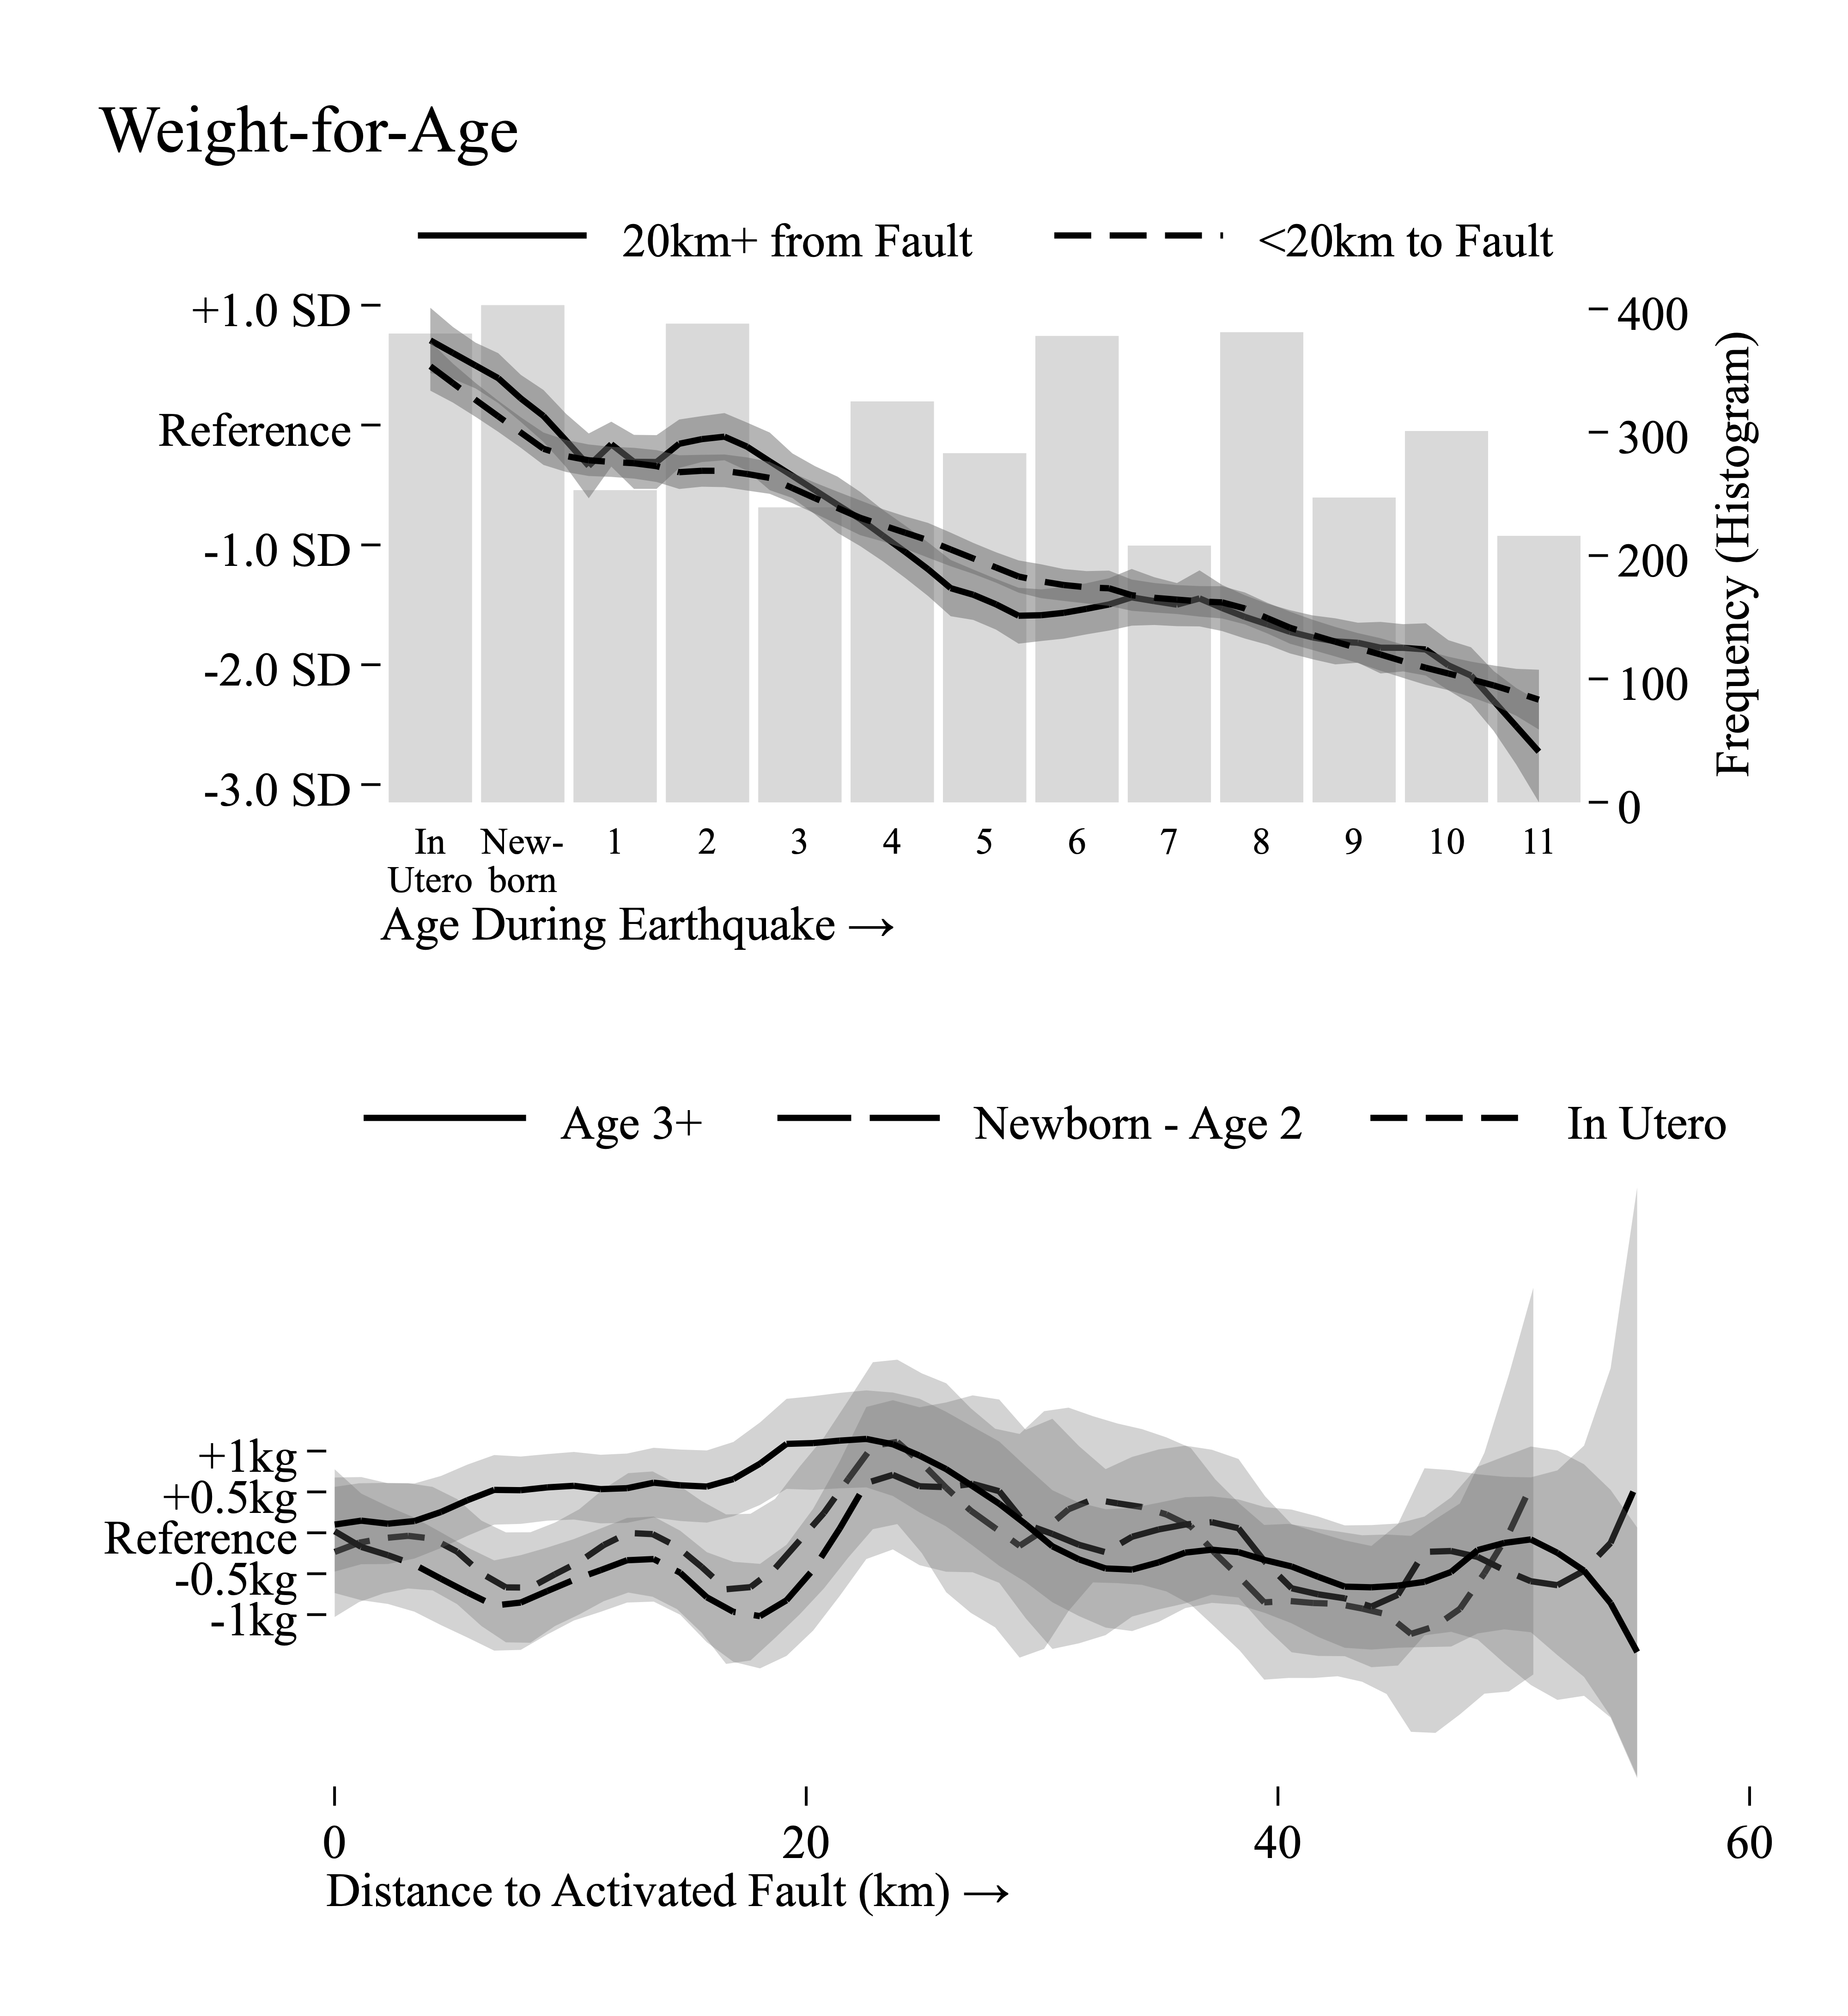 Weight-for-Age
20km+ from Fault
<20km to Fault
+1.0 SD
Reference
-1.0 SD
-2.0 SD
-3.0 SD
400
300
200
100
0
Frequency (Histogram)
In Utero
New-born
1
2
3
4
5
6
7
8
9
10
11
Age During Earthquake →
Age 3+
Newborn - Age 2
In Utero
+1kg
+0.5kg
Reference
-0.5kg
-1kg
0
20
40
60
Distance to Activated Fault (km) →